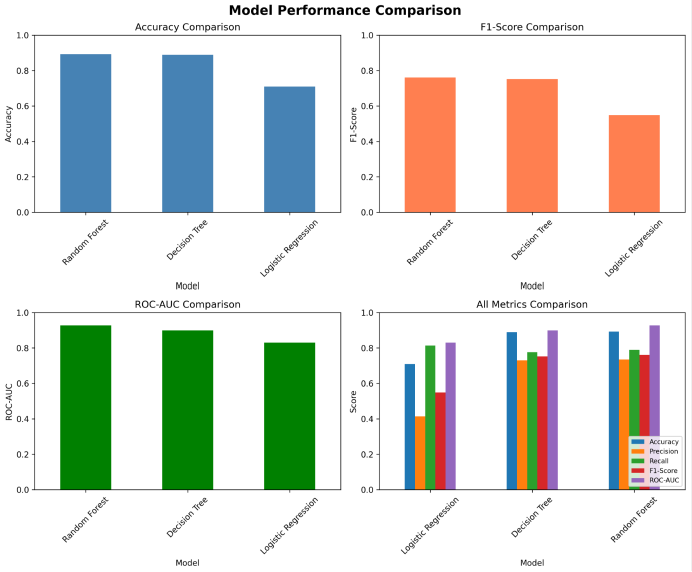 Model Performance Comparison
Accuracy Comparison
1.0
0.8
0.6
0.4
0.2
0.0
Accuracy
Random Forest
Decision Tree
Logistic Regression
Model
F1-Score Comparison
1.0
0.8
0.6
0.4
0.2
0.0
F1-Score
Random Forest
Decision Tree
Logistic Regression
Model
ROC-AUC Comparison
1.0
0.8
0.6
0.4
0.2
0.0
ROC-AUC
Random Forest
Decision Tree
Logistic Regression
Model
All Metrics Comparison
1.0
0.8
0.6
0.4
0.2
0.0
Score
Accuracy
Precision
Recall
F1-Score
ROC-AUC
Logistic Regression
Decision Tree
Random Forest
Model